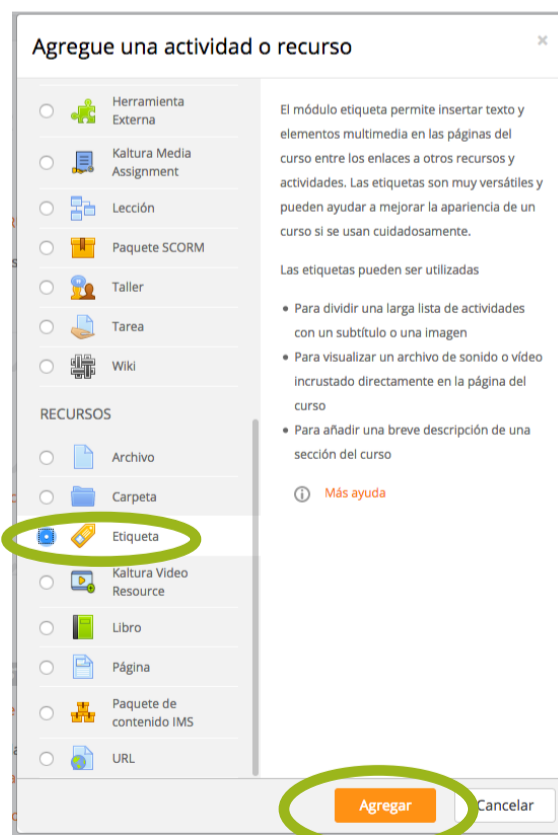 Agregue una actividad o recurso
×
Herramienta
Externa
Kaltura Media
Assignment
Lección
Paquete SCORM
Taller
Tarea
Wiki
RECURSOS
Archivo
Carpeta
Etiqueta
Kaltura Video
Resource
Libro
Página
Paquete de
contenido IMS
URL
El módulo etiqueta permite insertar texto y
elementos multimedia en las páginas del
curso entre los enlaces a otros recursos y
actividades. Las etiquetas son muy versátiles y
pueden ayudar a mejorar la apariencia de un
curso si se usan cuidadosamente.
Las etiquetas pueden ser utilizadas
• Para dividir una larga lista de actividades
con un subtítulo o una imagen
• Para visualizar un archivo de sonido o vídeo
incrustado directamente en la página del
curso
• Para añadir una breve descripción de una
sección del curso
Más ayuda
Agregar
Cancelar